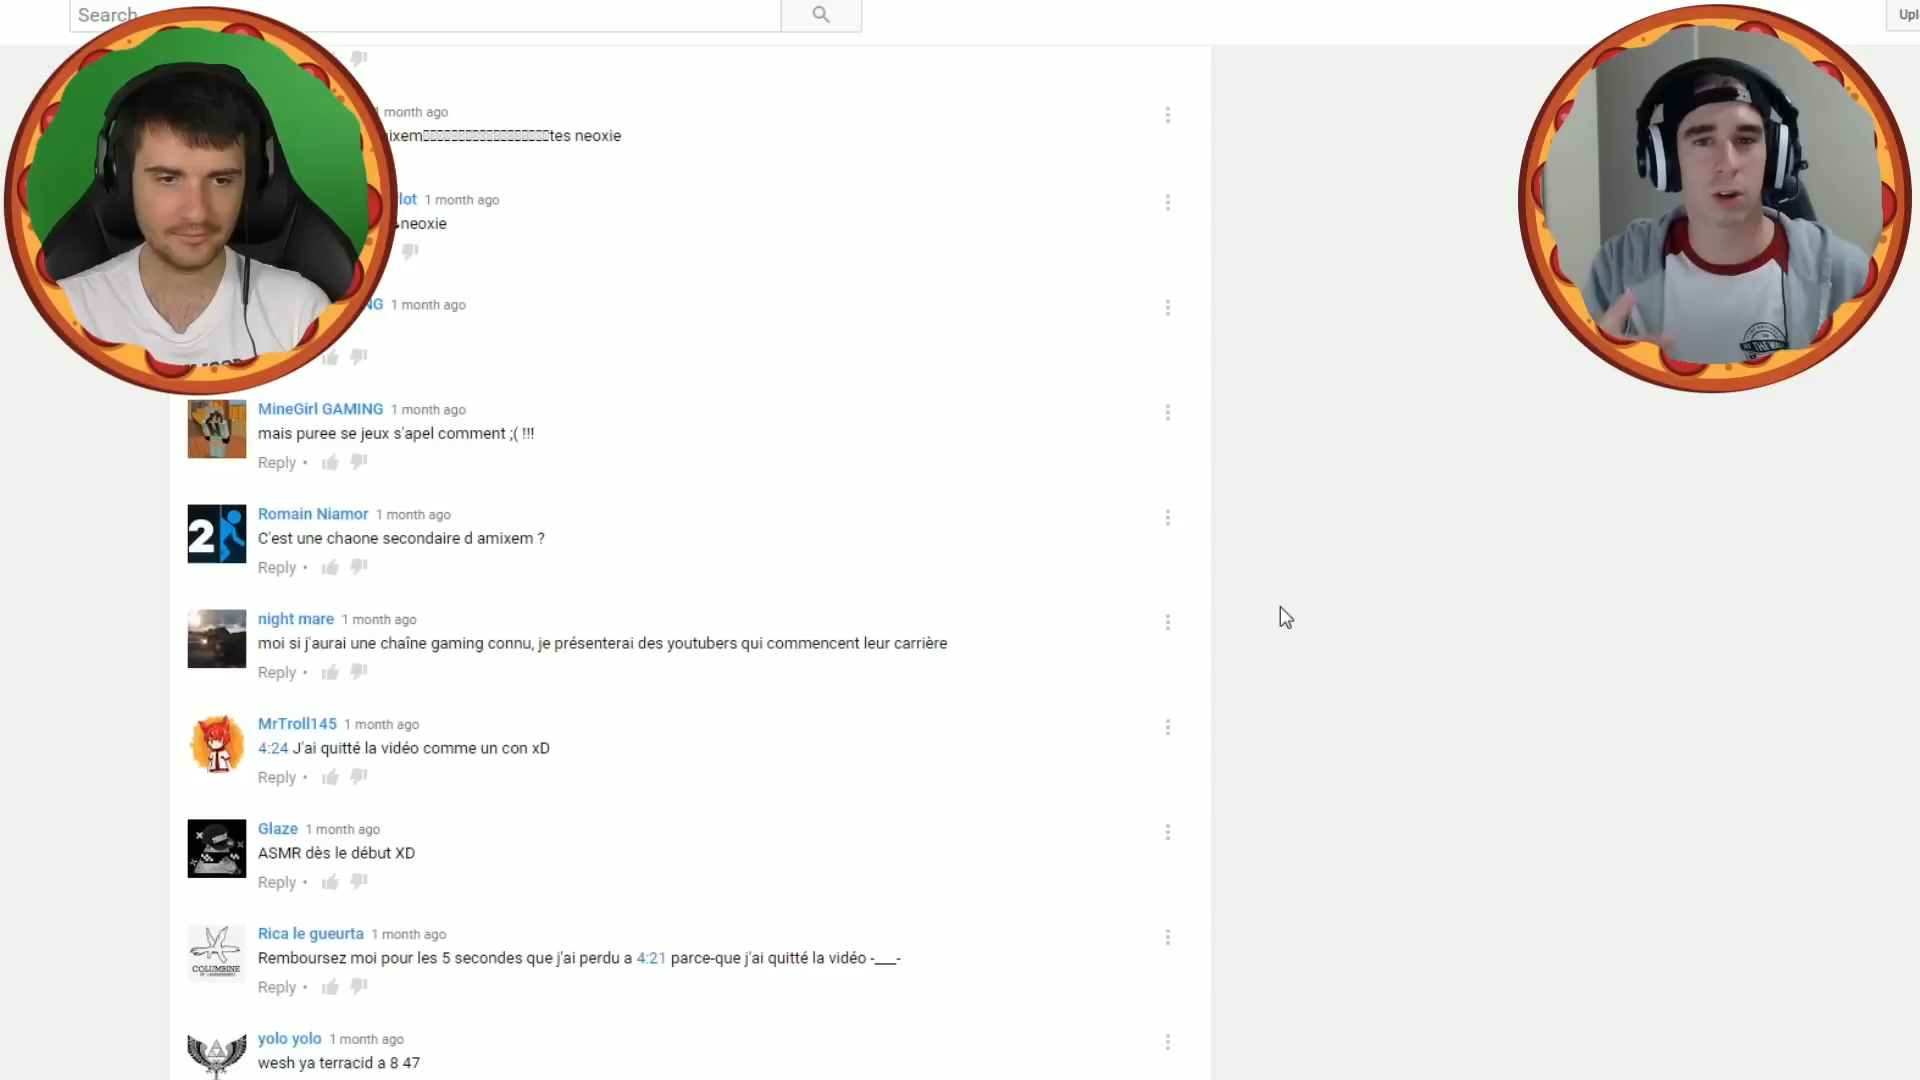 Search
Upl
month ago
ixem▯▯▯▯▯▯▯▯▯▯▯▯▯▯▯▯▯▯tes neoxie
lot 1 month ago
neoxie
NG 1 month ago
MineGirl GAMING 1 month ago
mais puree se jeux s'apel comment ;( !!!
Reply •
2
Romain Niamor 1 month ago
C'est une chaone secondaire d amixem ?
Reply •
night mare 1 month ago
moi si j'aurai une chaîne gaming connu, je présenterai des youtubers qui commencent leur carrière
Reply •
MrTroll145 1 month ago
4:24 J'ai quitté la vidéo comme un con xD
Reply •
Glaze 1 month ago
ASMR dès le début XD
Reply •
COLUMBINE
Rica le gueurta 1 month ago
Remboursez moi pour les 5 secondes que j'ai perdu a 4:21 parce-que j'ai quitté la vidéo -___-
Reply •
yolo yolo 1 month ago
wesh ya terracid a 8 47